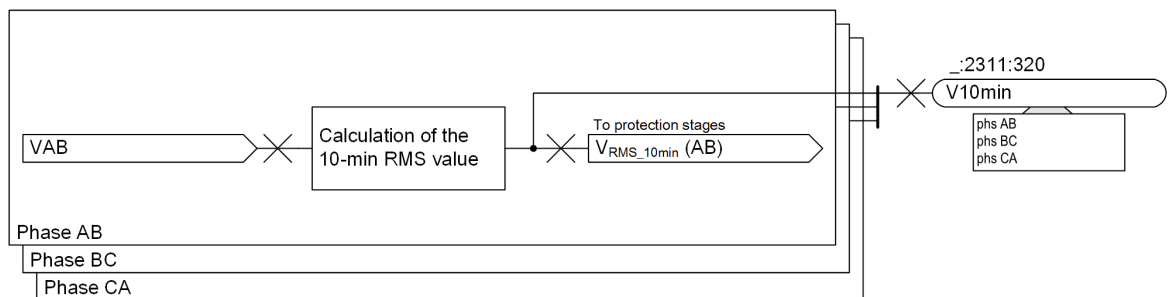 _:2311:320
V10min
phs AB
phs BC
phs CA
To protection stages
VAB
Calculation of the
10-min RMS value
VRMS_10min (AB)
Phase AB
Phase BC
Phase CA